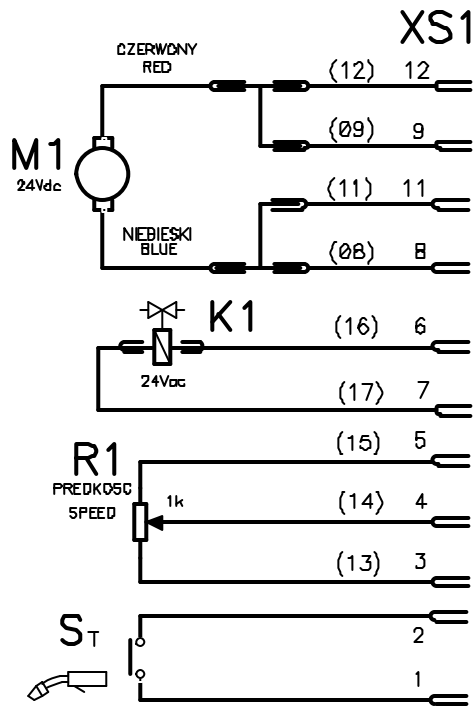 XS1
CZERWONY
RED
(12) 12
(09) 9
M1
24Vdc
(11) 11
NIEBIESKI
BLUE
(08) 8
K1
(16) 6
24Vac
(17) 7
R1
(15) 5
PREDKOSC
SPEED
1k
(14) 4
(13) 3
ST
2
1